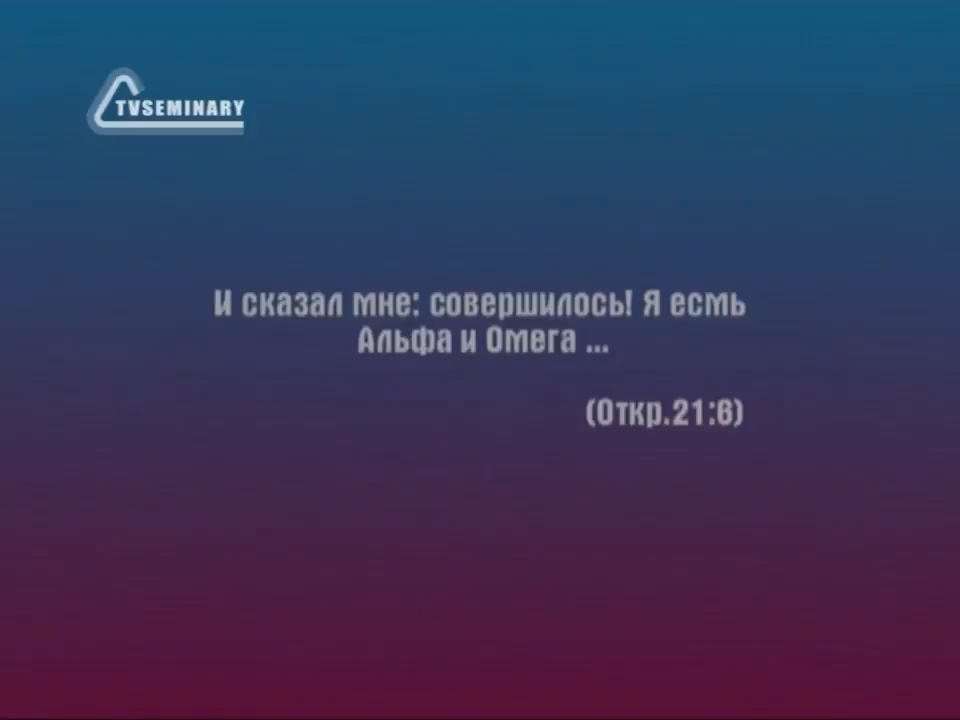 TVSEMINARY
И сказал мне: совершилось! Я есмь
Альфа и Омега ...
(Откр.21:6)